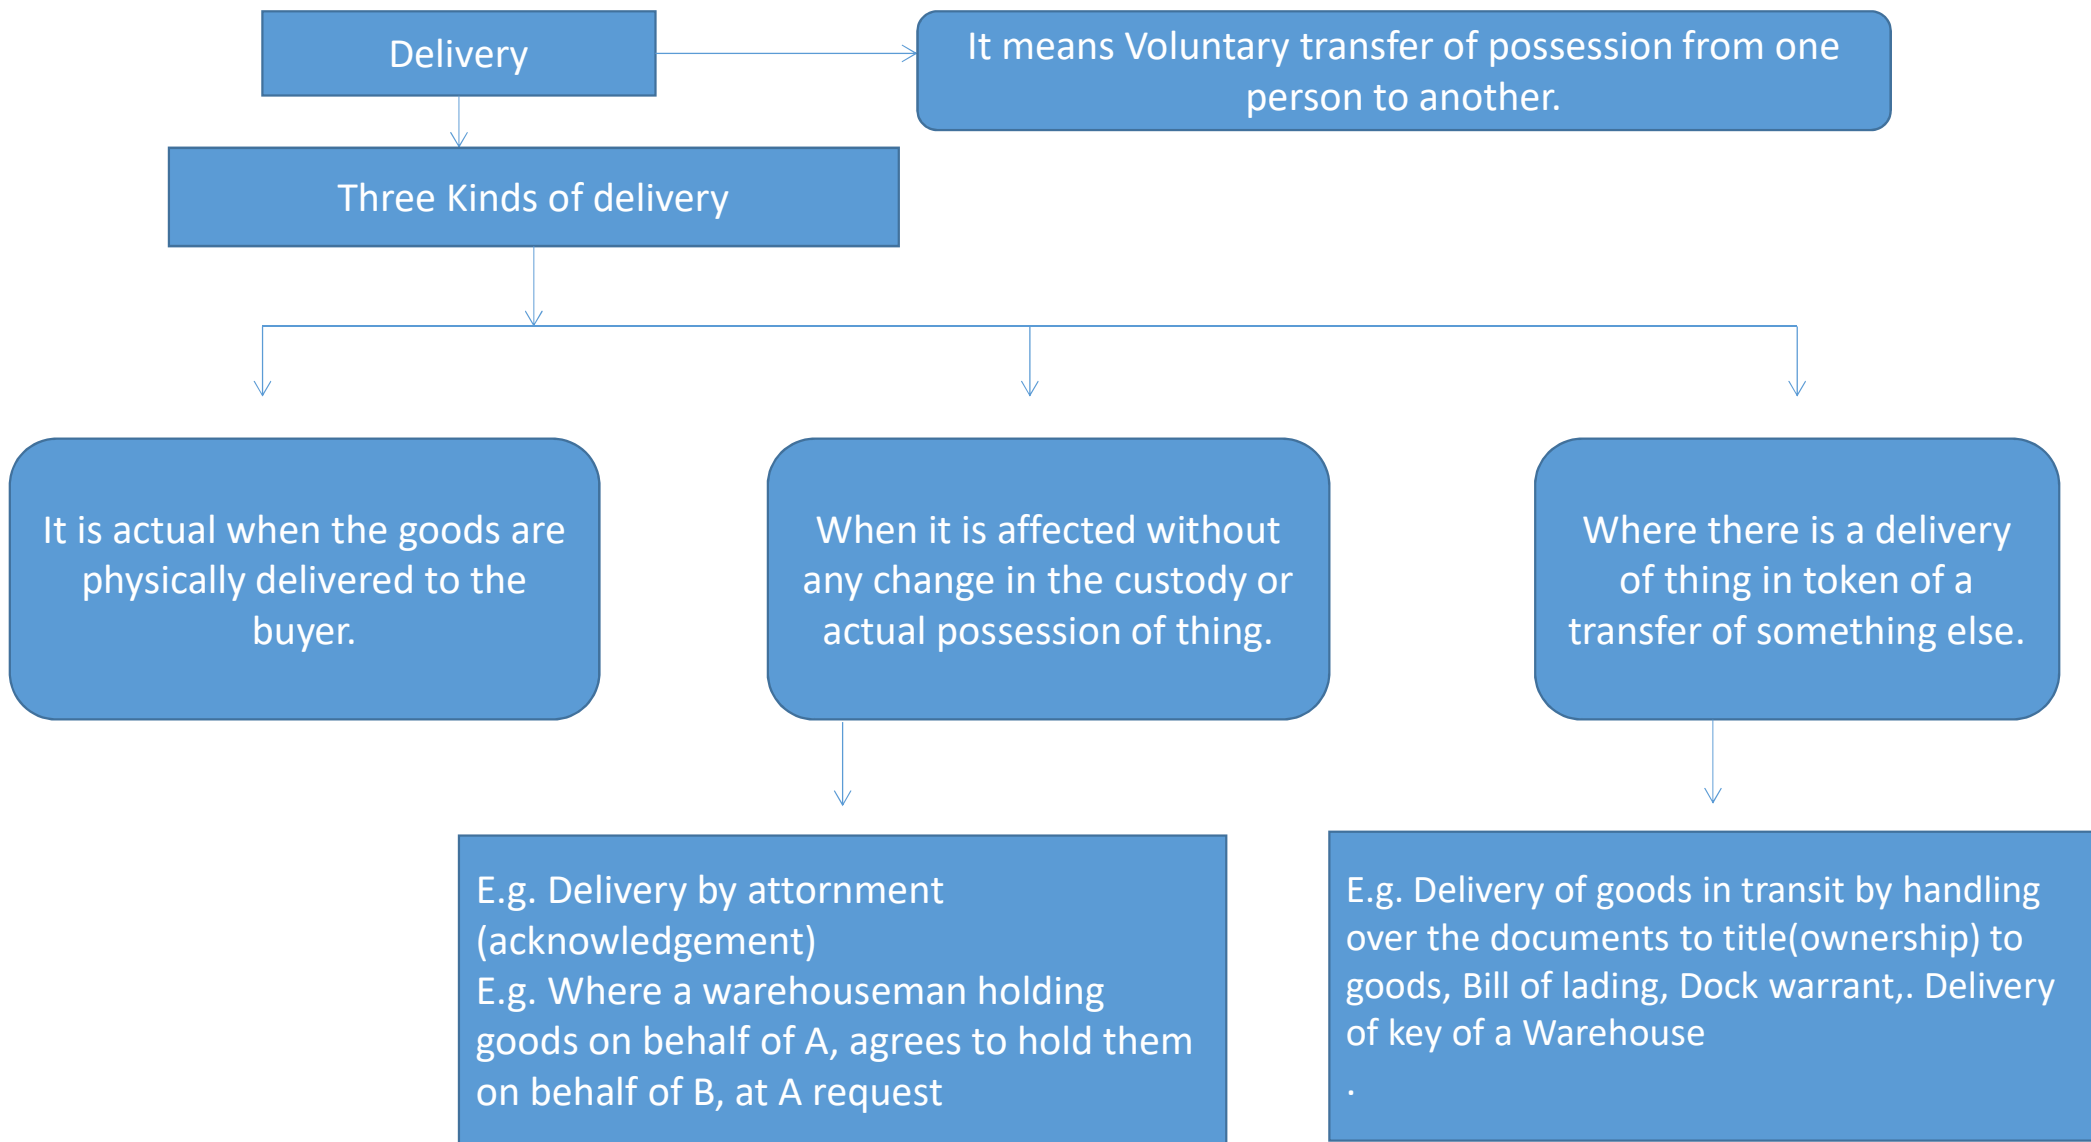 Delivery
It means Voluntary transfer of possession from one
person to another.
Three Kinds of delivery
It is actual when the goods are
physically delivered to the
buyer.
When it is affected without
any change in the custody or
actual possession of thing.
Where there is a delivery
of thing in token of a
transfer of something else.
E.g. Delivery by attornment
(acknowledgement)
E.g. Where a warehouseman holding
goods on behalf of A, agrees to hold them
on behalf of B, at A request
E.g. Delivery of goods in transit by handling
over the documents to title(ownership) to
goods, Bill of lading, Dock warrant,. Delivery
of key of a Warehouse
.